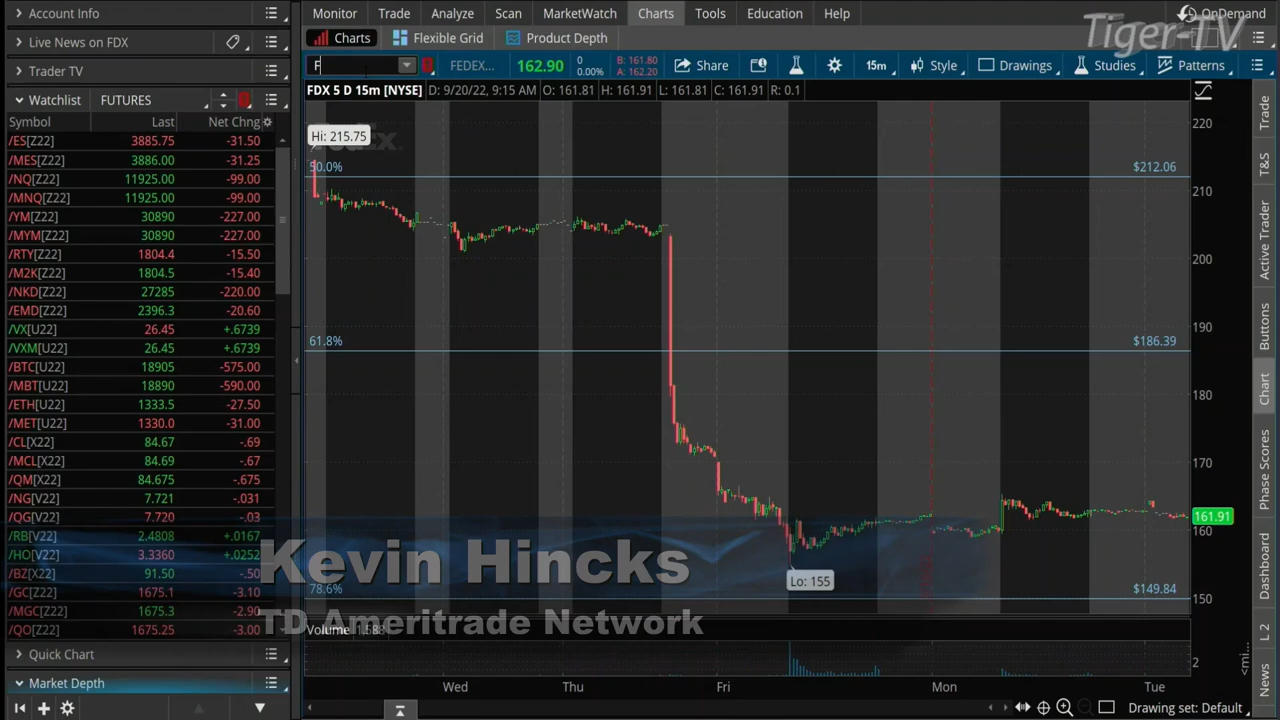 Account Info
Live News on FDX
Trader TV
Watchlist FUTURES
Symbol Last Net Chng
/ES[Z22] 3885.75 -31.50
/MES[Z22] 3886.00 -31.25
/NQ[Z22] 11925.00 -99.00
/MNQ[Z22] 11925.00 -99.00
/YM[Z22] 30890 -227.00
/MYM[Z22] 30890 -227.00
/RTY[Z22] 1804.4 -15.50
/M2K[Z22] 1804.5 -15.40
/NKD[Z22] 27285 -220.00
/EMD[Z22] 2396.3 -20.60
/VX[U22] 26.45 +.6739
/VXM[U22] 26.45 +.6739
/BTC[U22] 18905 -575.00
/MBT[U22] 18890 -590.00
/ETH[U22] 1333.5 -27.50
/MET[U22] 1330.0 -31.00
/CL[X22] 84.67 -.69
/MCL[X22] 84.69 -.67
/QM[X22] 84.675 -.675
/NG[V22] 7.721 -.031
/QG[V22] 7.720 -.03
/RB[V22] 2.4808 +.0167
/HO[V22] 3.3360 +.0252
/BZ[X22] 91.50 -.50
/GC[Z22] 1675.1 -3.10
/MGC[Z22] 1675.3 -2.90
/QO[Z22] 1675.25 -3.00
Quick Chart
Market Depth
Monitor Trade Analyze Scan MarketWatch Charts Tools Education Help
OnDemand
Tiger-TV
Charts Flexible Grid Product Depth
F FEDEX... 162.90 0 B: 161.80
0.00% A: 162.20
Share 15m Style Drawings Studies Patterns
FDX 5 D 15m [NYSE] D: 9/20/22, 9:15 AM O: 161.81 H: 161.91 L: 161.81 C: 161.91 R: 0.1
Hi: 215.75
50.0% $212.06
61.8% $186.39
78.6% $149.84
Lo: 155
220
210
200
190
180
170
161.91
160
150
Kevin Hincks
TD Ameritrade Network
Volume
2
Wed Thu Fri Mon Tue
Drawing set: Default
Trade
T&S
Active Trader
Buttons
Chart
Phase Scores
Dashboard
L 2
News